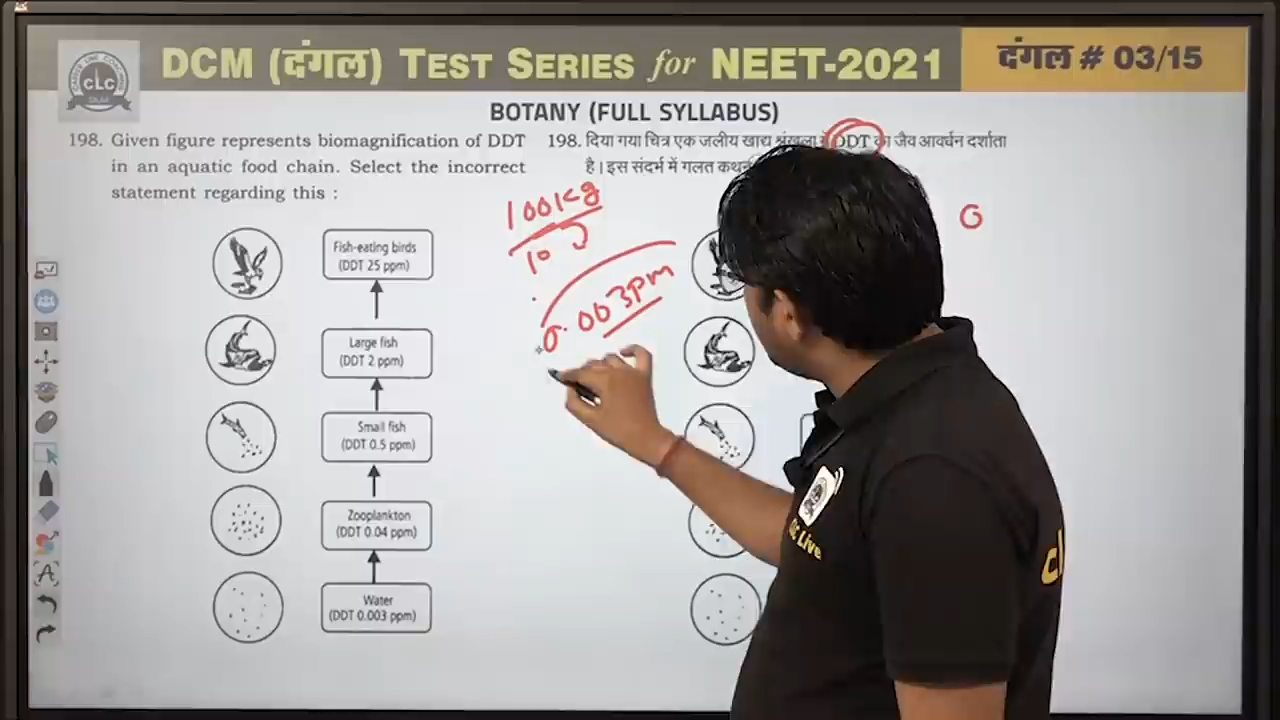 DCM (दंगल) TEST SERIES for NEET-2021
दंगल # 03/15
CLC
BOTANY (FULL SYLLABUS)
198. Given figure represents biomagnification of DDT
in an aquatic food chain. Select the incorrect
statement regarding this :
198. दिया गया चित्र एक जलीय खाद्य श्रंखला में DDT का जैव आवर्धन दर्शाता
है। इस संदर्भ में गलत
100Kg
10
0.003pm
Fish-eating birds
(DDT 25 ppm)
Large fish
(DDT 2 ppm)
Small fish
(DDT 0.5 ppm)
Zooplankton
(DDT 0.04 ppm)
Water
(DDT 0.003 ppm)
Live